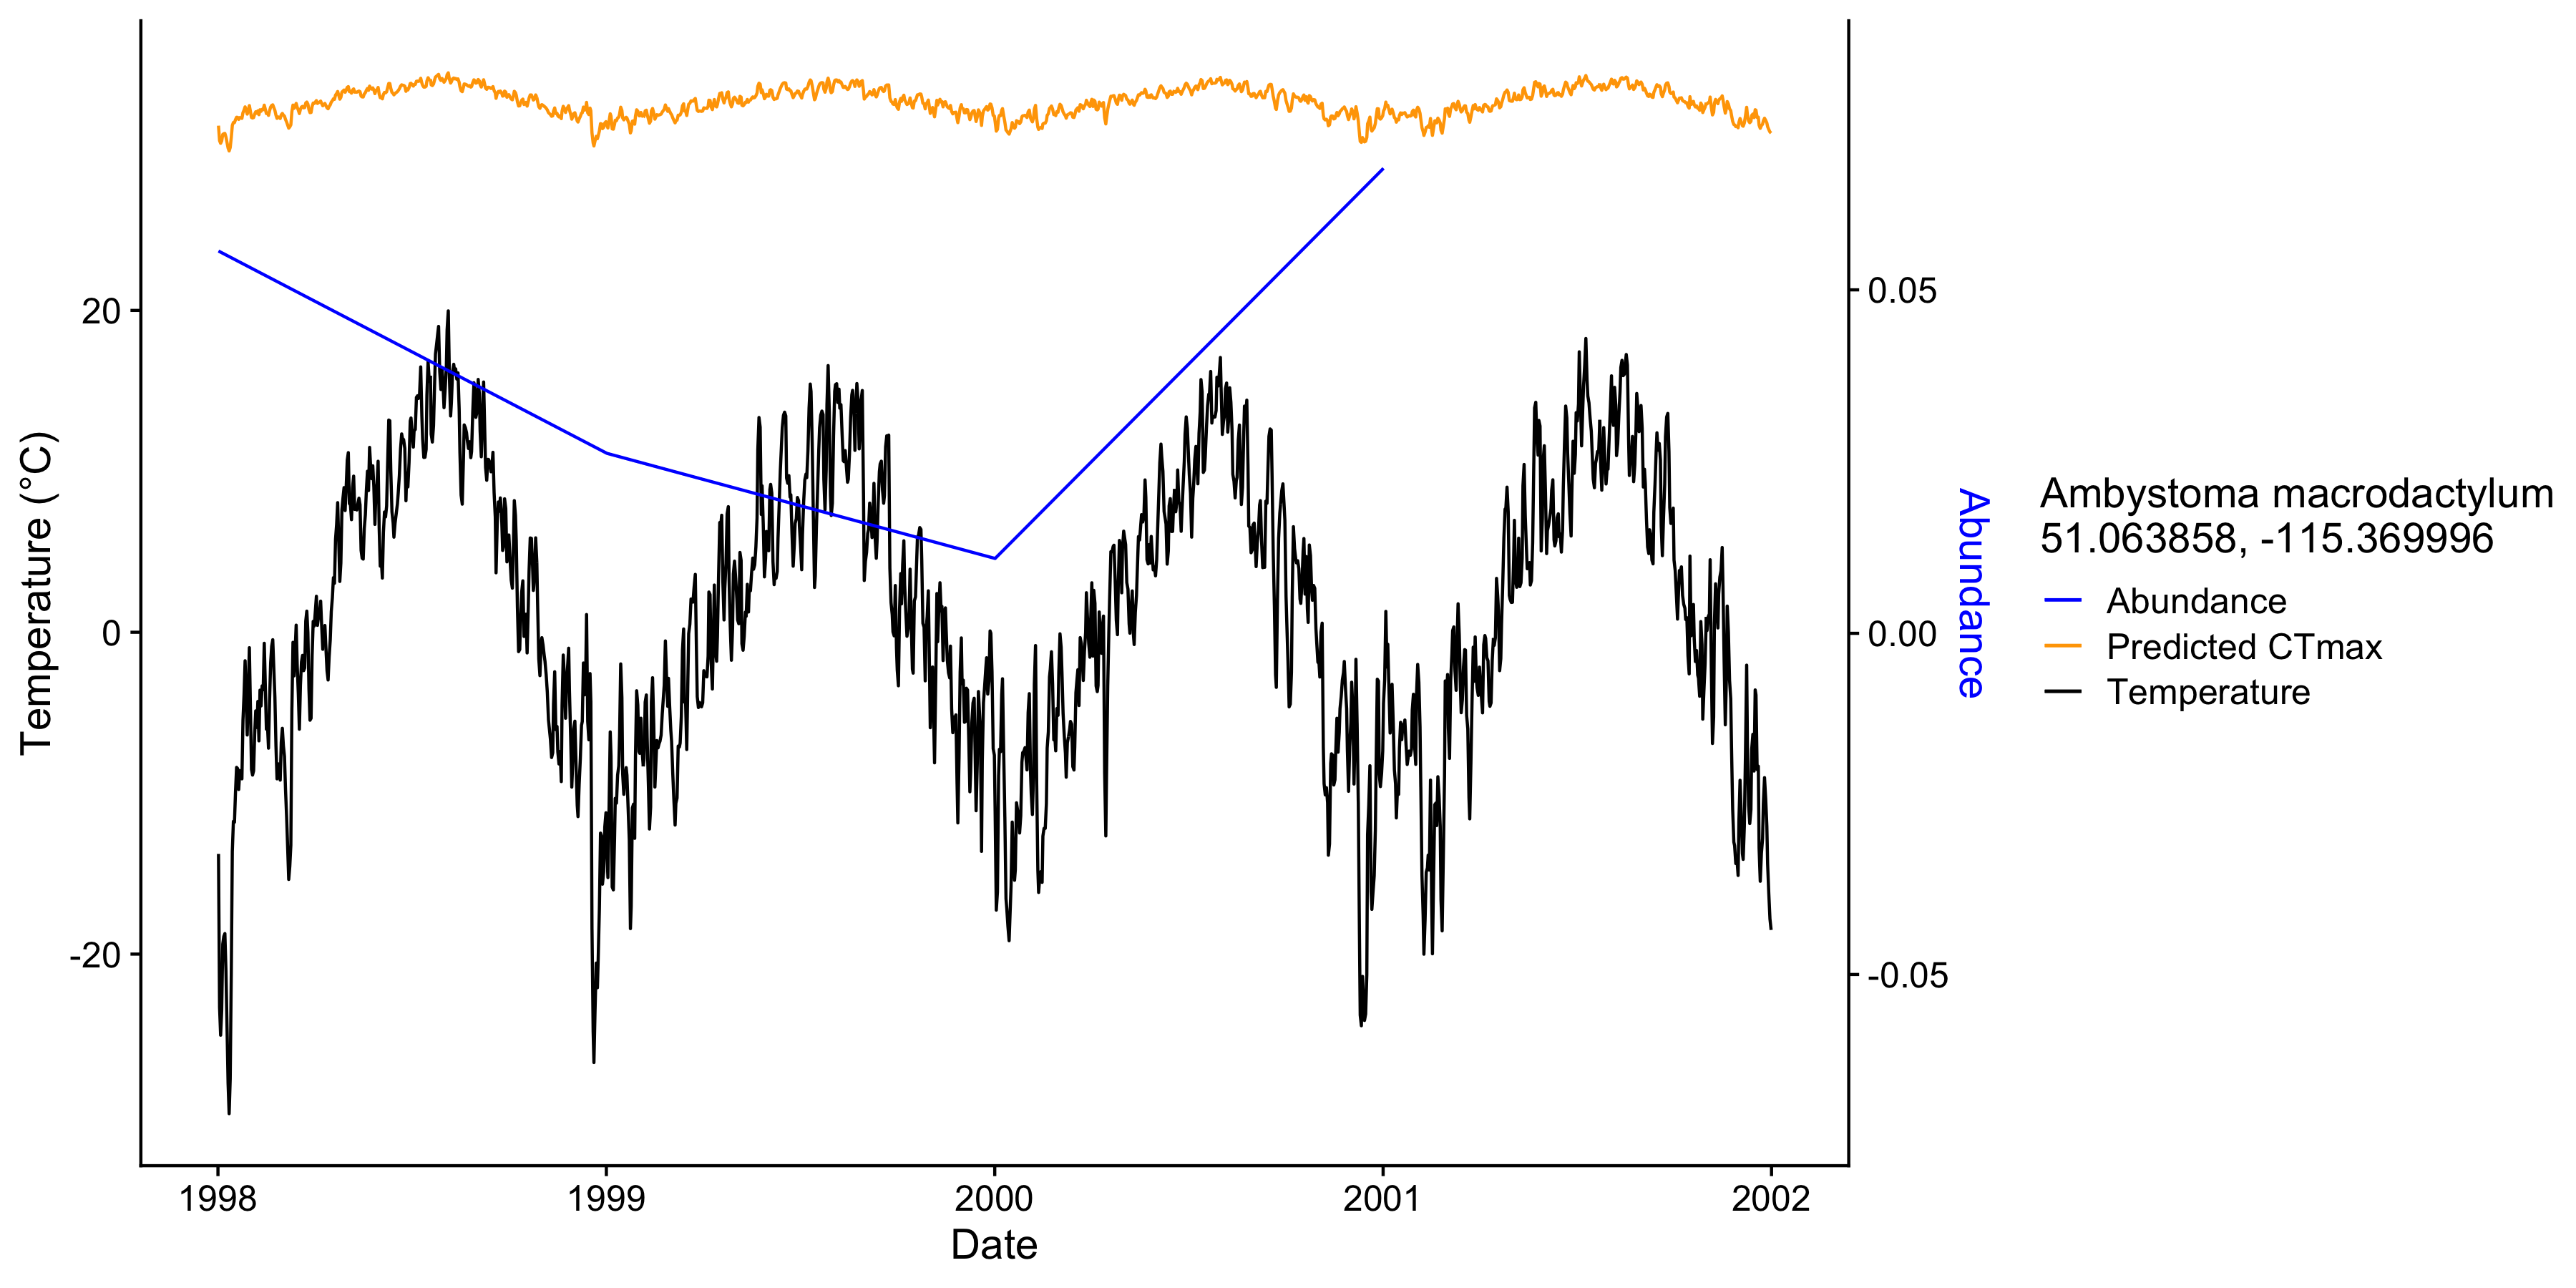 Temperature (°C)
20
0
-20
1998
1999
2000
2001
2002
Date
0.05
0.00
-0.05
Abundance
Ambystoma macrodactylum
51.063858, -115.369996
Abundance
Predicted CTmax
Temperature